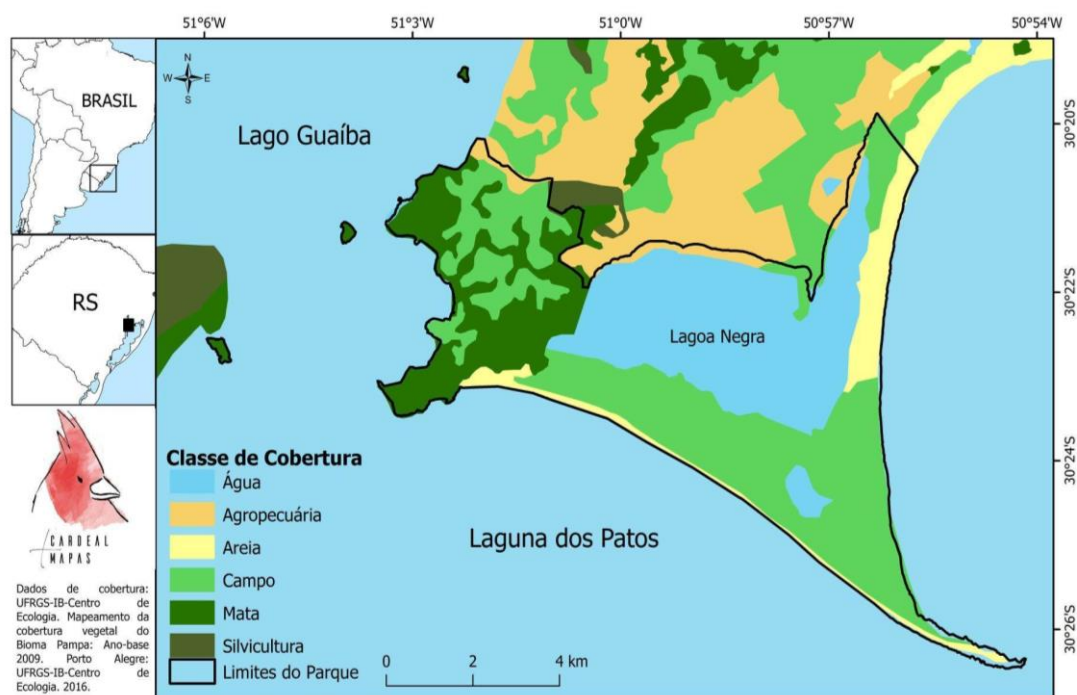 51°6'W 51°3'W 51°0'W 50°57'W 50°54'W
BRASIL
RS
CARDEAL
MAPAS
Dados de cobertura:
UFRGS-IB-Centro de
Ecologia. Mapeamento da
cobertura vegetal do
Bioma Pampa: Ano-base
2009. Porto Alegre:
UFRGS-IB-Centro de
Ecologia. 2016.
N
W E
S
Lago Guaíba
Lagoa Negra
Laguna dos Patos
Classe de Cobertura
Água
Agropecuária
Areia
Campo
Mata
Silvicultura
Limites do Parque
0 2 4 km
30°20'S
30°22'S
30°24'S
30°26'S